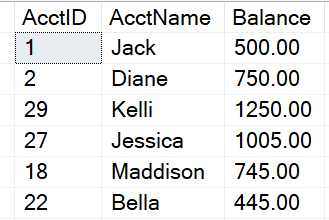 AcctID AcctName Balance
1 Jack 500.00
2 Diane 750.00
29 Kelli 1250.00
27 Jessica 1005.00
18 Maddison 745.00
22 Bella 445.00